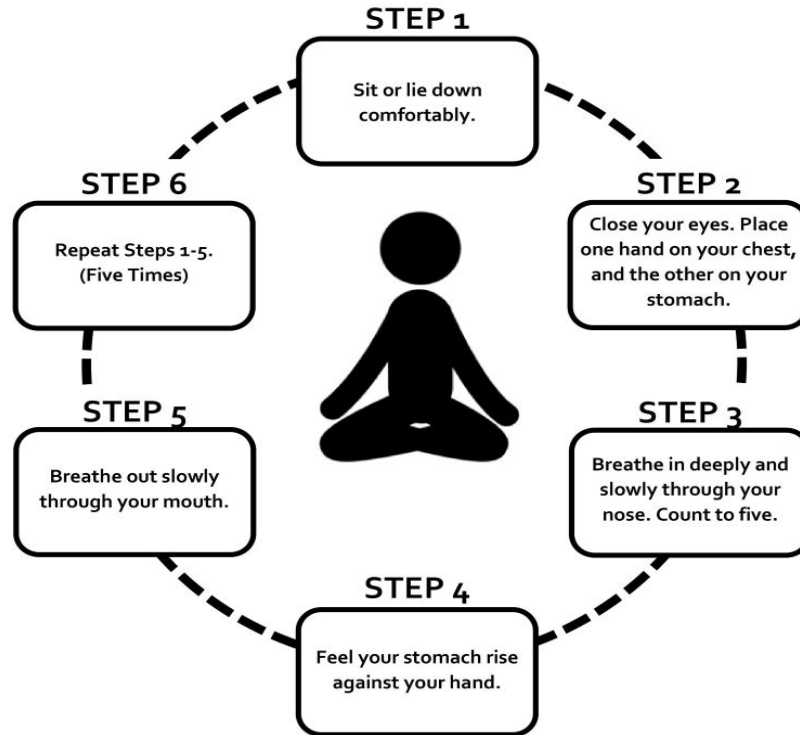 STEP 1
Sit or lie down
comfortably.
STEP 2
Close your eyes. Place
one hand on your chest,
and the other on your
stomach.
STEP 3
Breathe in deeply and
slowly through your
nose. Count to five.
STEP 4
Feel your stomach rise
against your hand.
STEP 5
Breathe out slowly
through your mouth.
STEP 6
Repeat Steps 1-5.
(Five Times)